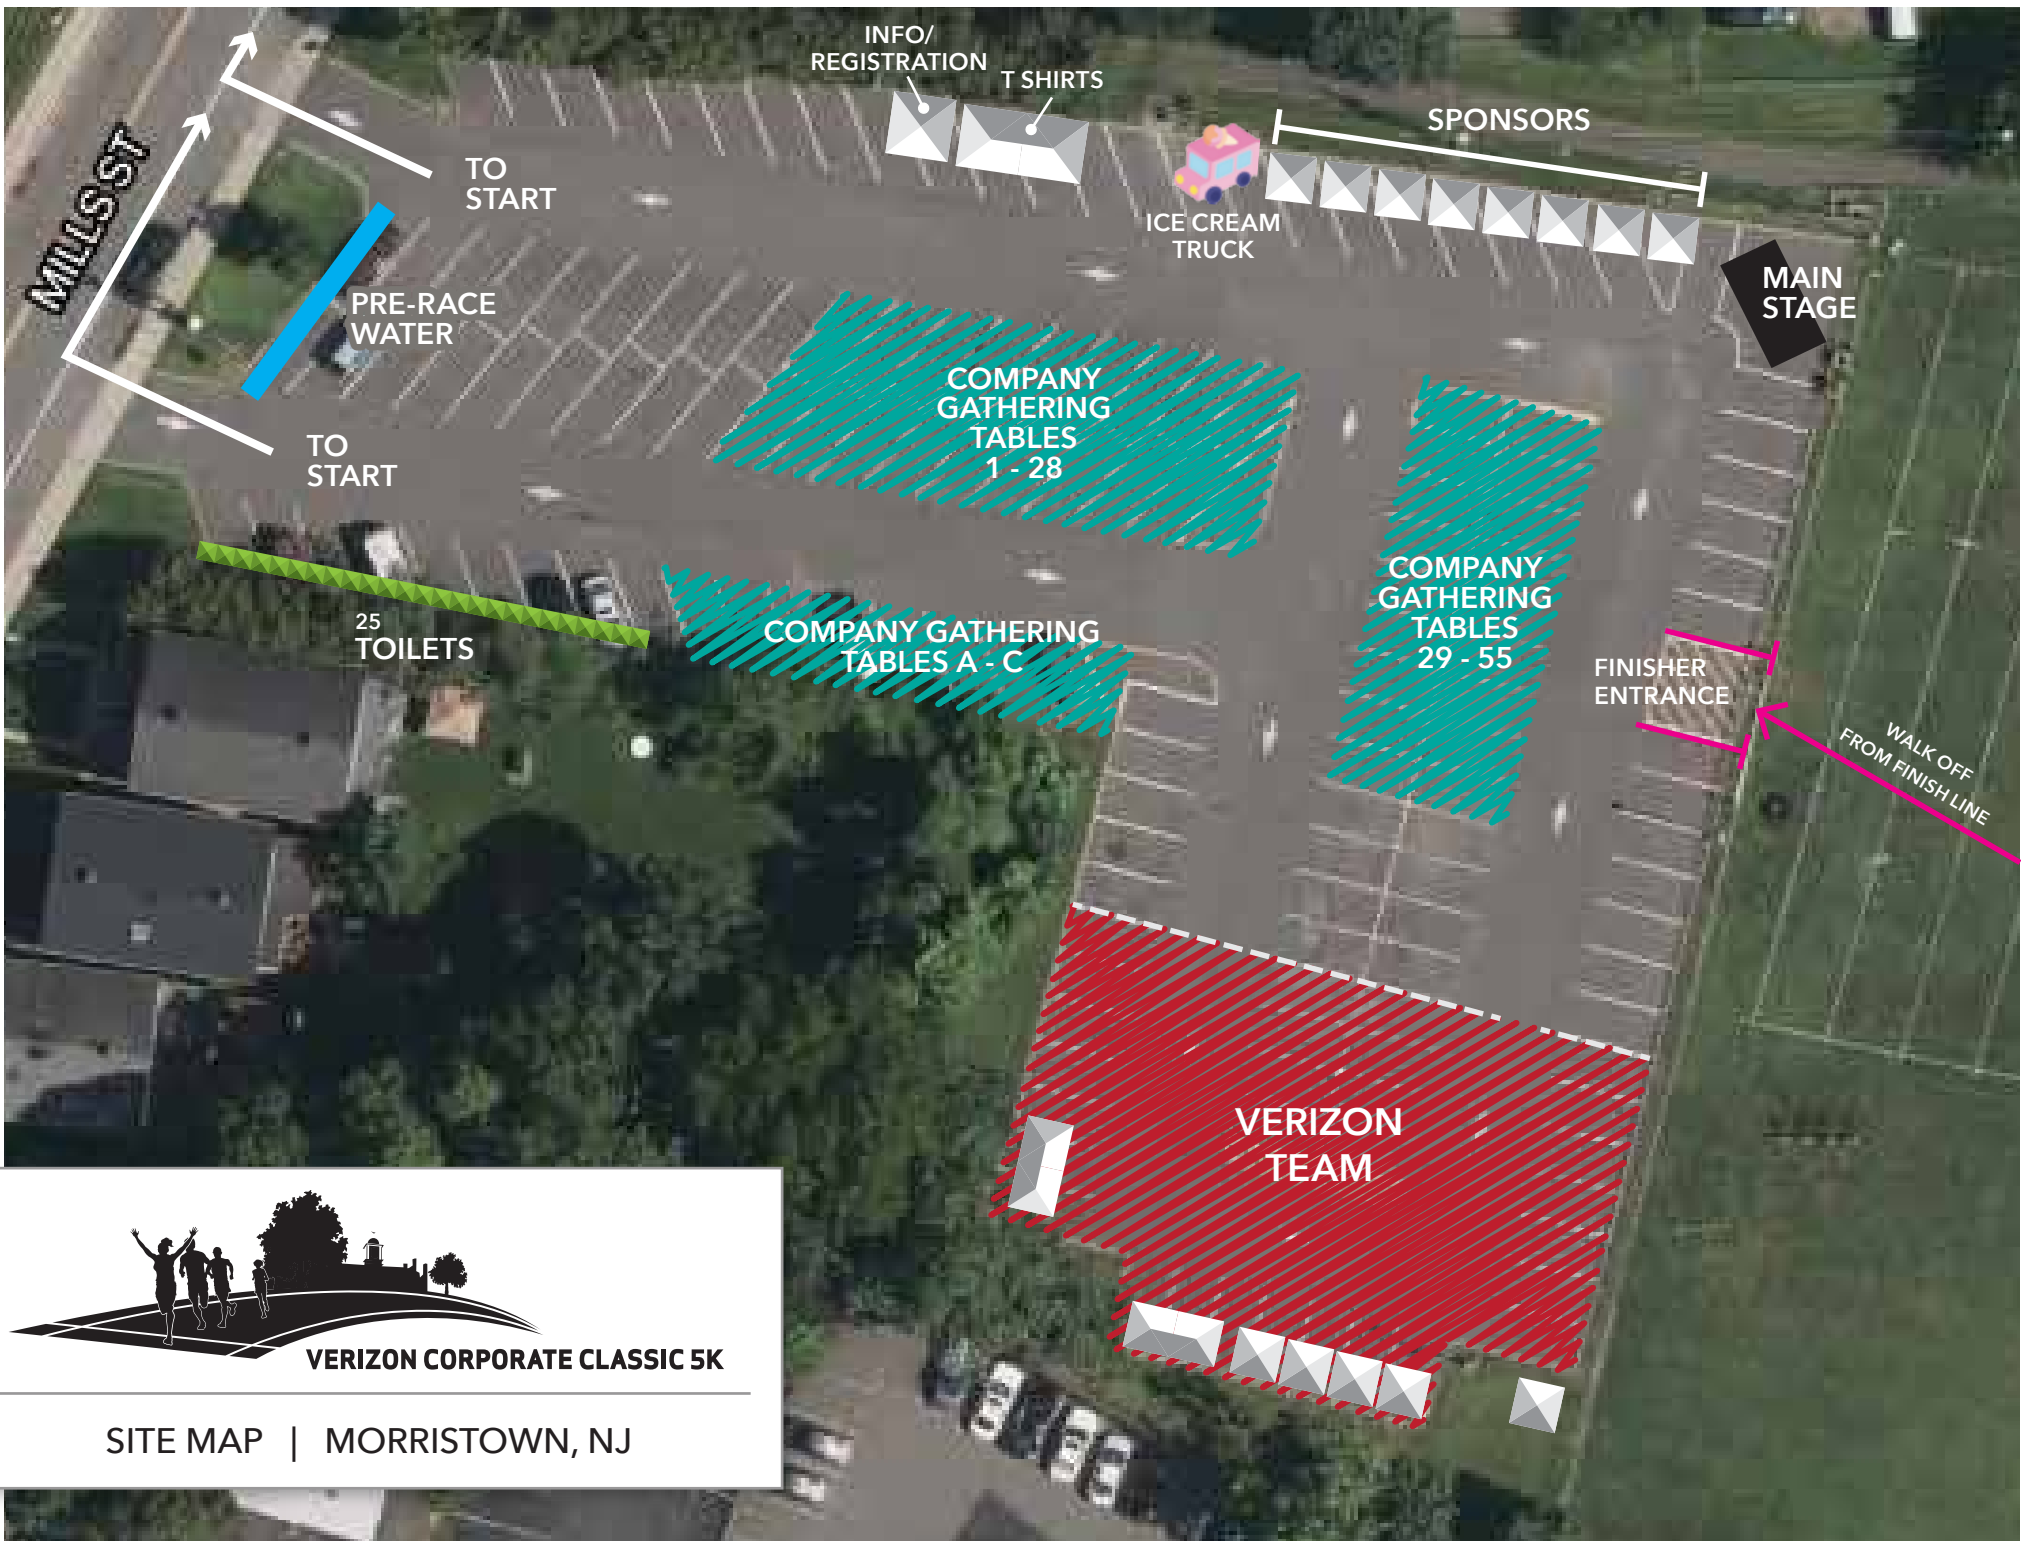 INFO/
REGISTRATION
T SHIRTS
SPONSORS
MILLS ST
TO
START
ICE CREAM
TRUCK
MAIN
STAGE
PRE-RACE
WATER
COMPANY
GATHERING
TABLES
1 - 28
TO
START
COMPANY
GATHERING
TABLES
29 - 55
25
TOILETS
COMPANY GATHERING
TABLES A - C
FINISHER
ENTRANCE
WALK OFF
FROM FINISH LINE
VERIZON
TEAM
VERIZON CORPORATE CLASSIC 5K
SITE MAP | MORRISTOWN, NJ